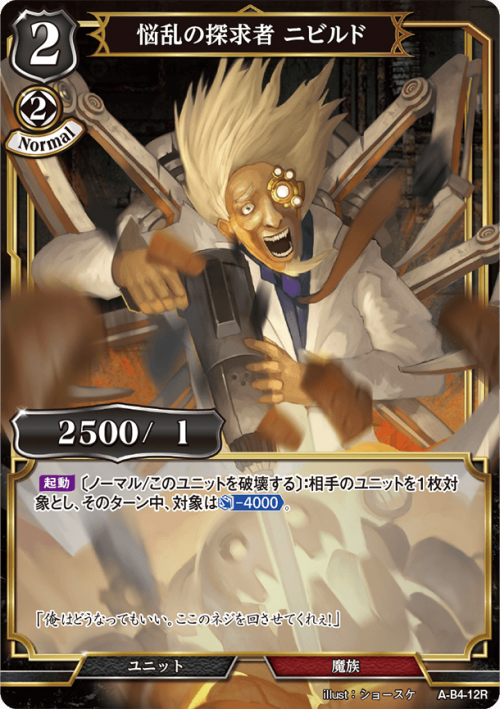 2
悩乱の探求者 ニビルド
2
Normal
2500/ 1
起動 〔ノーマル/このユニットを破壊する〕:相手のユニットを1枚対
象とし、そのターン中、対象は-4000。
「俺はどうなってもいい。ここのネジを回させてくれぇ!」
ユニット
魔族
illust:ショースケ A-B4-12R